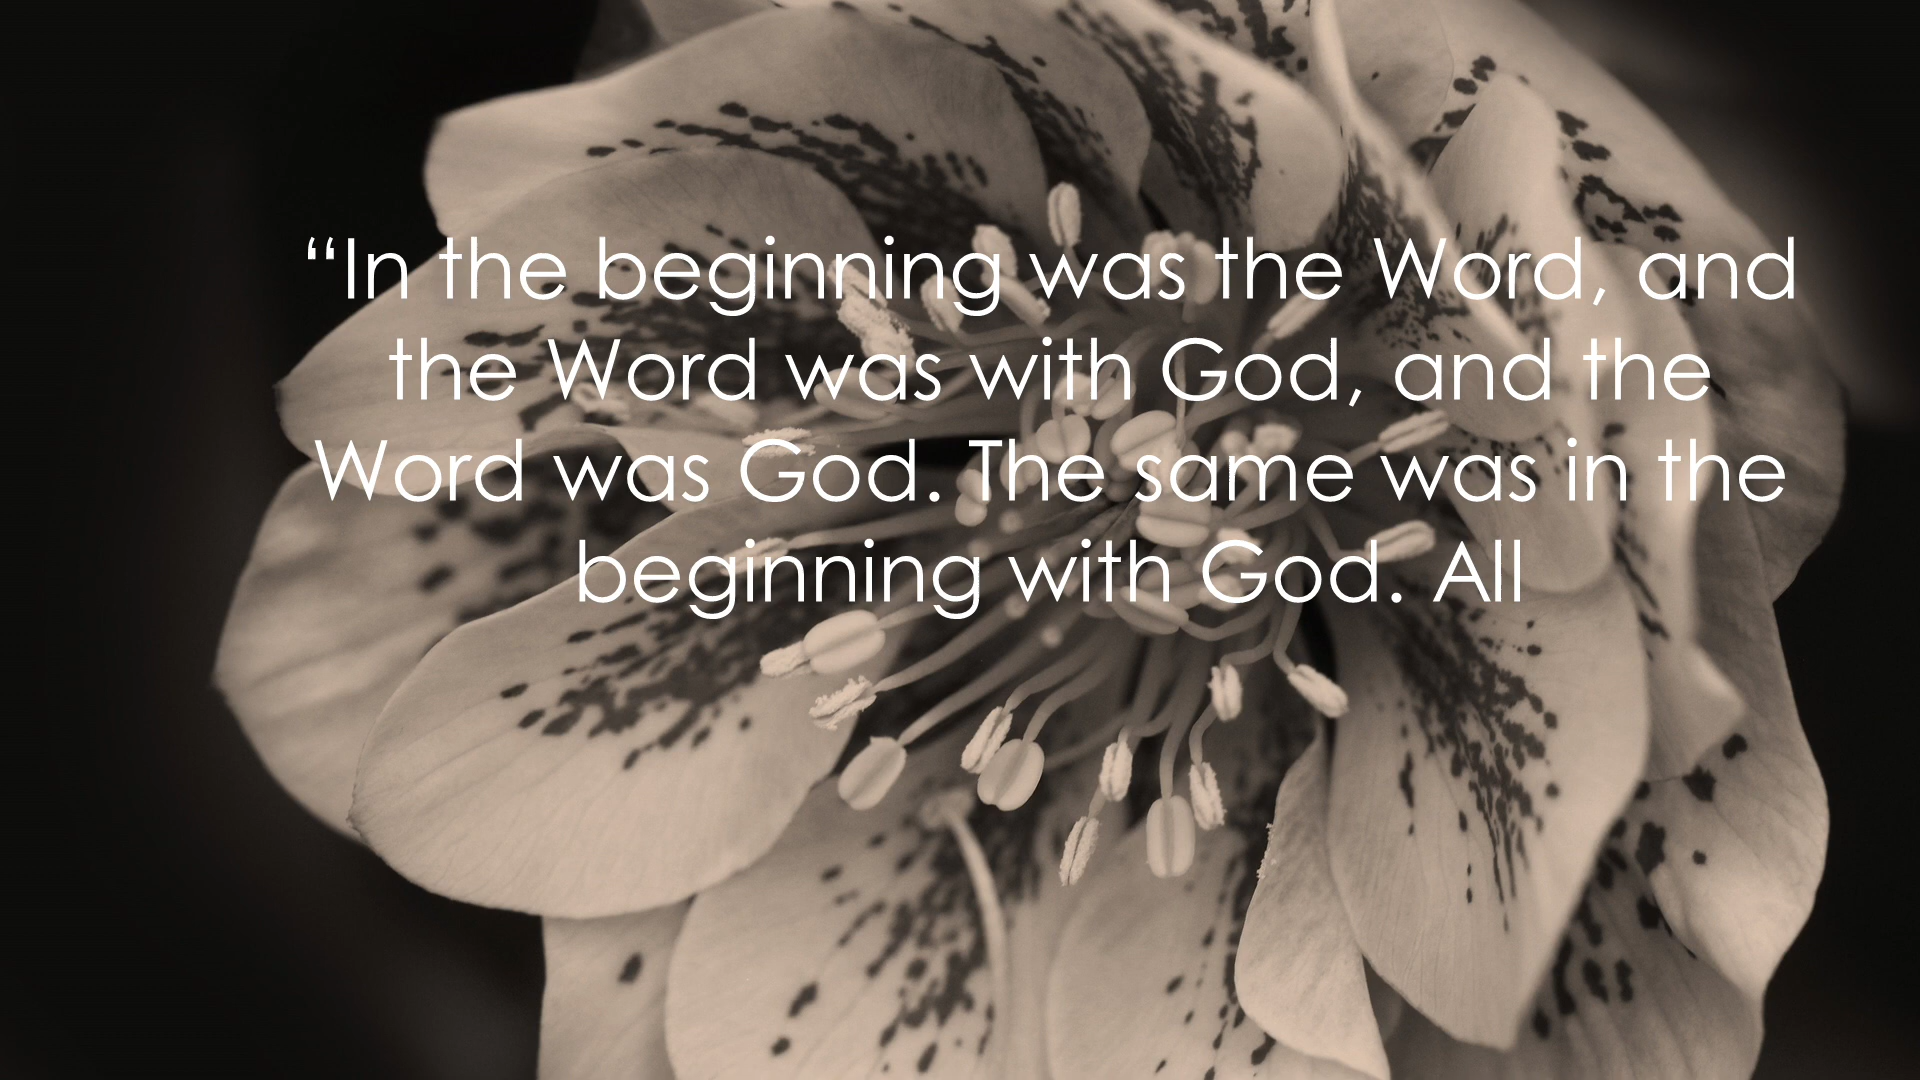 “In the beginning was the Word, and
the Word was with God, and the
Word was God. The same was in the
beginning with God. All